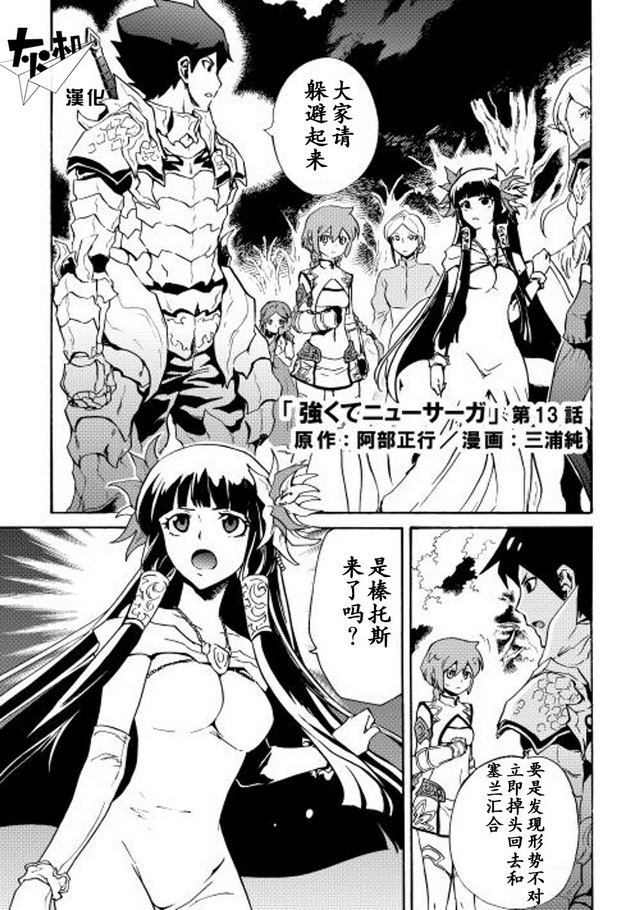 大家请
躲避起来
漢化
「強くてニューサーガ」第13話
原作：阿部正行／漫画：三浦純
要是发现形势不对
立即掉头回去和
塞兰汇合
是榛托斯
来了吗？